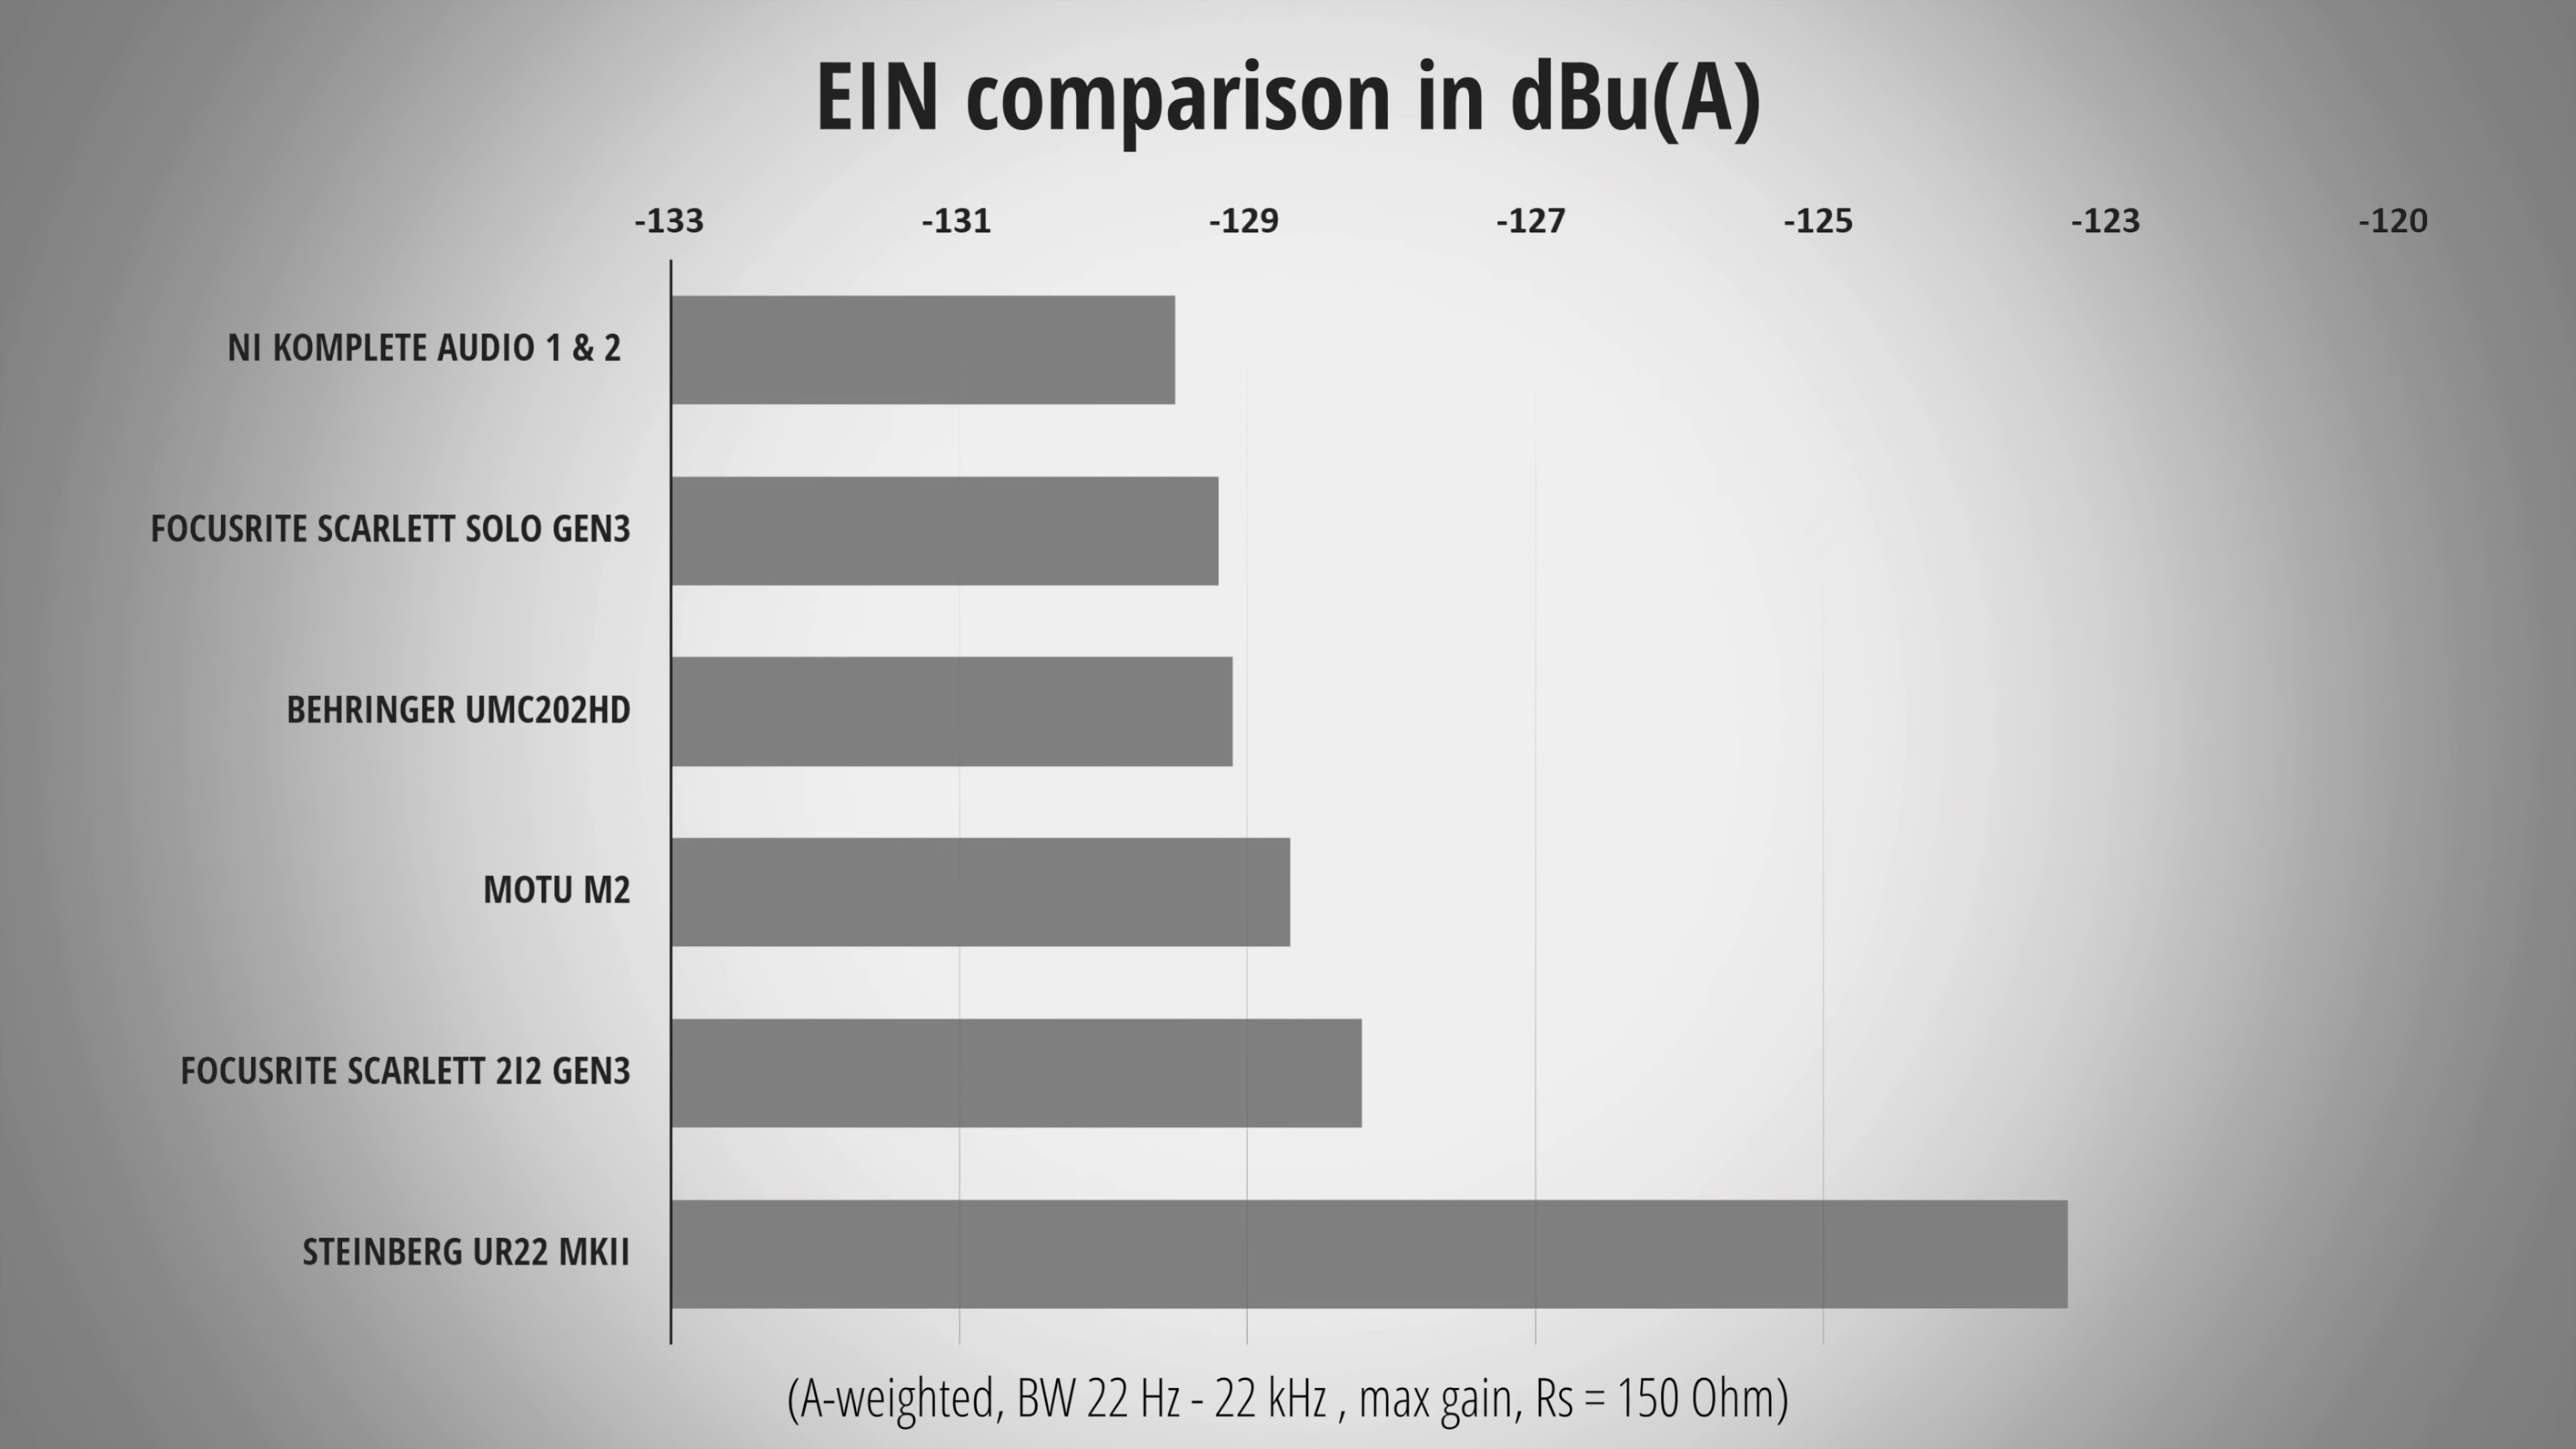 EIN comparison in dBu(A)
-133 -131 -129 -127 -125 -123 -120
NI KOMPLETE AUDIO 1 & 2
FOCUSRITE SCARLETT SOLO GEN3
BEHRINGER UMC202HD
MOTU M2
FOCUSRITE SCARLETT 2I2 GEN3
STEINBERG UR22 MKII
(A-weighted, BW 22 Hz - 22 kHz , max gain, Rs = 150 Ohm)